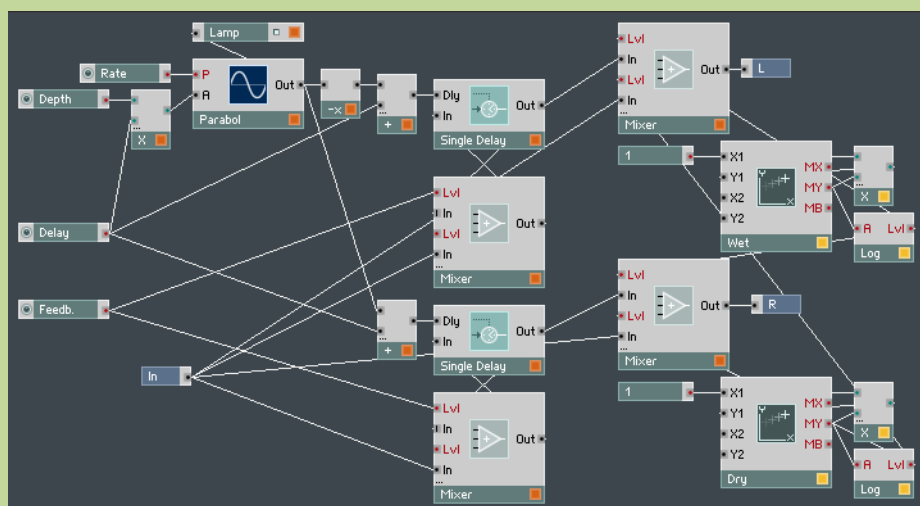 Lamp
Rate
P
A
Out
Parabol
Depth
...
X
-x
...
+
Dly
In
Out
Single Delay
Lvl
In
Lvl
In
...
Out
Mixer
L
1
X1
Y1
X2
Y2
MX
MY
MB
Wet
...
X
A Lvl
Log
Delay
Lvl
In
Lvl
In
...
Out
Mixer
Feedb.
...
+
Dly
In
Out
Single Delay
Lvl
In
Lvl
In
...
Out
Mixer
R
In
Lvl
In
Lvl
In
...
Out
Mixer
1
X1
Y1
X2
Y2
MX
MY
MB
Dry
...
X
A Lvl
Log